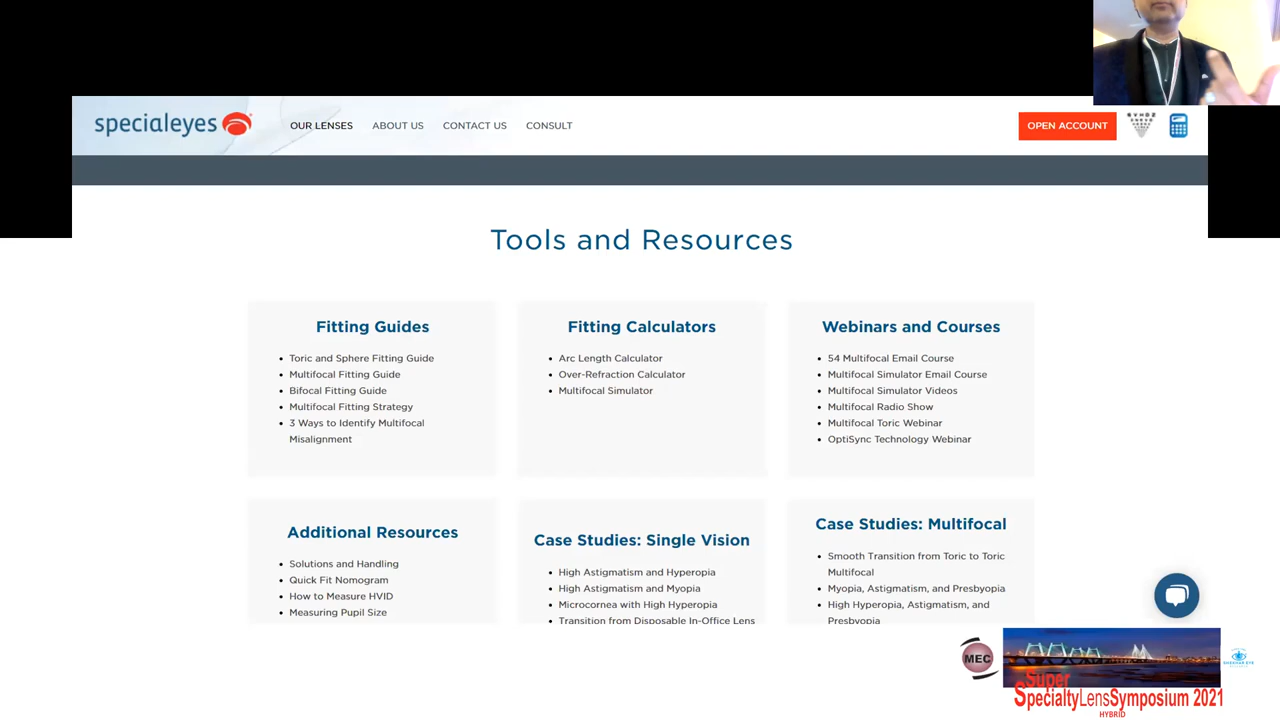 specialeyes
OUR LENSES ABOUT US CONTACT US CONSULT
OPEN ACCOUNT
Tools and Resources
Fitting Guides
• Toric and Sphere Fitting Guide
• Multifocal Fitting Guide
• Bifocal Fitting Guide
• Multifocal Fitting Strategy
• 3 Ways to Identify Multifocal
Misalignment
Fitting Calculators
• Arc Length Calculator
• Over-Refraction Calculator
• Multifocal Simulator
Webinars and Courses
• 54 Multifocal Email Course
• Multifocal Simulator Email Course
• Multifocal Simulator Videos
• Multifocal Radio Show
• Multifocal Toric Webinar
• OptiSync Technology Webinar
Additional Resources
• Solutions and Handling
• Quick Fit Nomogram
• How to Measure HVID
• Measuring Pupil Size
Case Studies: Single Vision
• High Astigmatism and Hyperopia
• High Astigmatism and Myopia
• Microcornea with High Hyperopia
• Transition from Disposable In-Office Lens
Case Studies: Multifocal
• Smooth Transition from Toric to Toric
Multifocal
• Myopia, Astigmatism, and Presbyopia
• High Hyperopia, Astigmatism, and
Presbyopia
MEC
Super
SpecialtyLensSymposium 2021
HYBRID